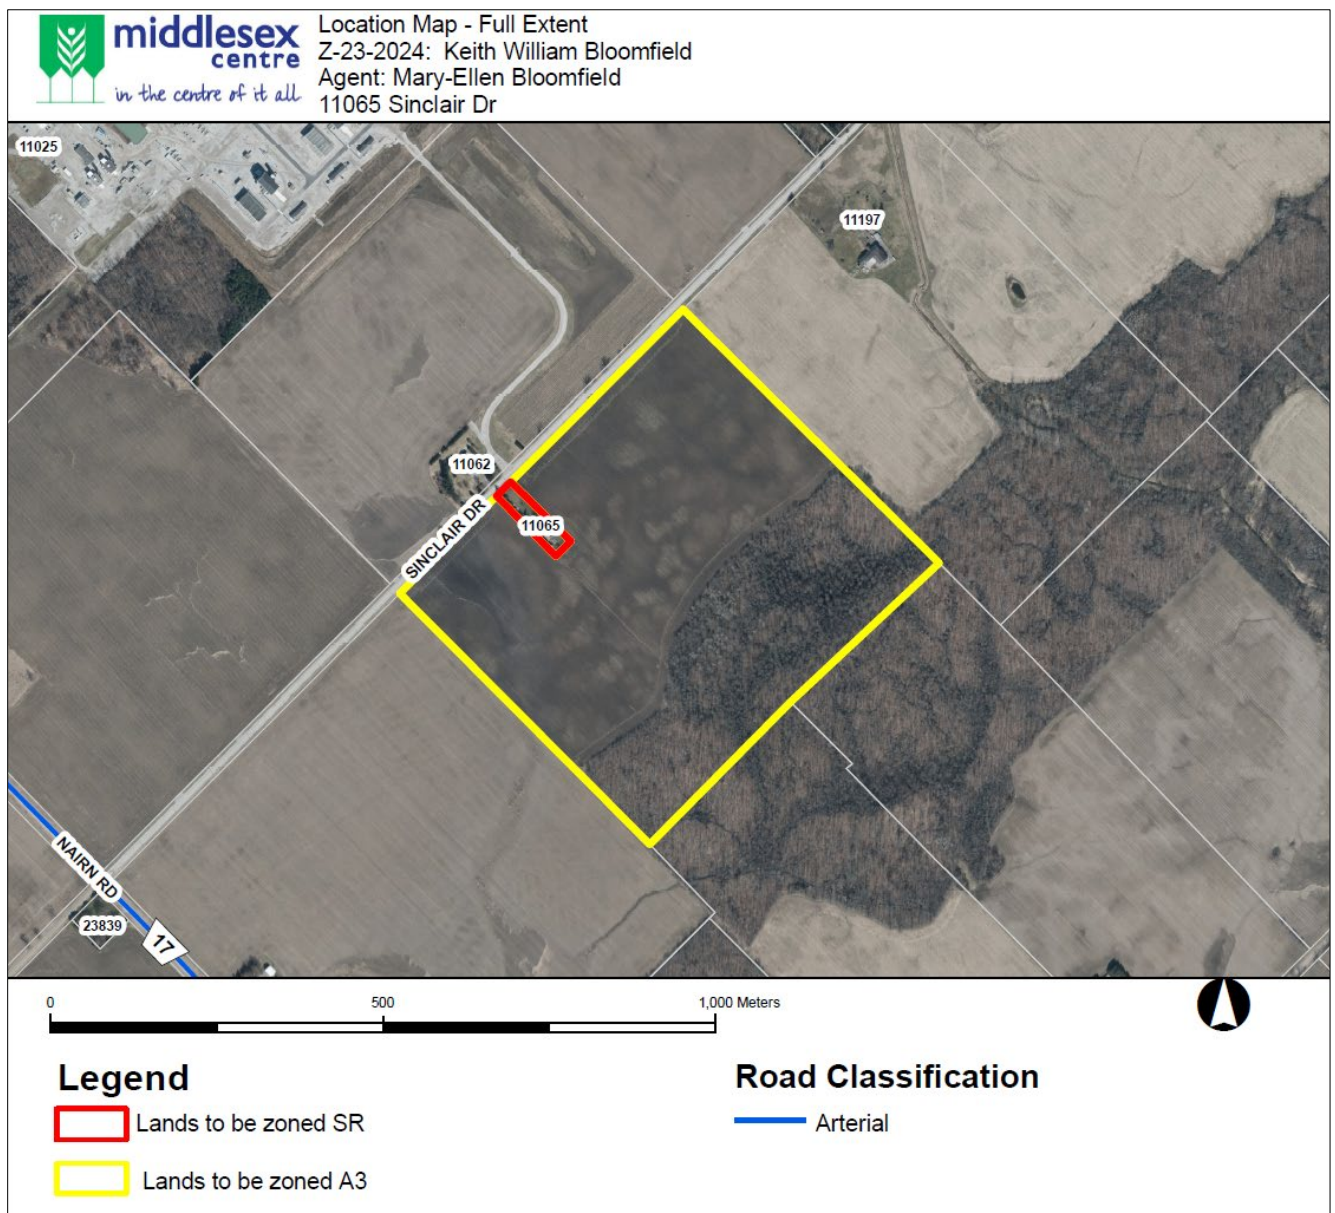 middlesex
centre
in the centre of it all
Location Map - Full Extent
Z-23-2024: Keith William Bloomfield
Agent: Mary-Ellen Bloomfield
11065 Sinclair Dr
11025
11197
11062
11065
SINCLAIR DR
NAIRN RD
23839
17
0 500 1,000 Meters
Legend
Lands to be zoned SR
Lands to be zoned A3
Road Classification
Arterial